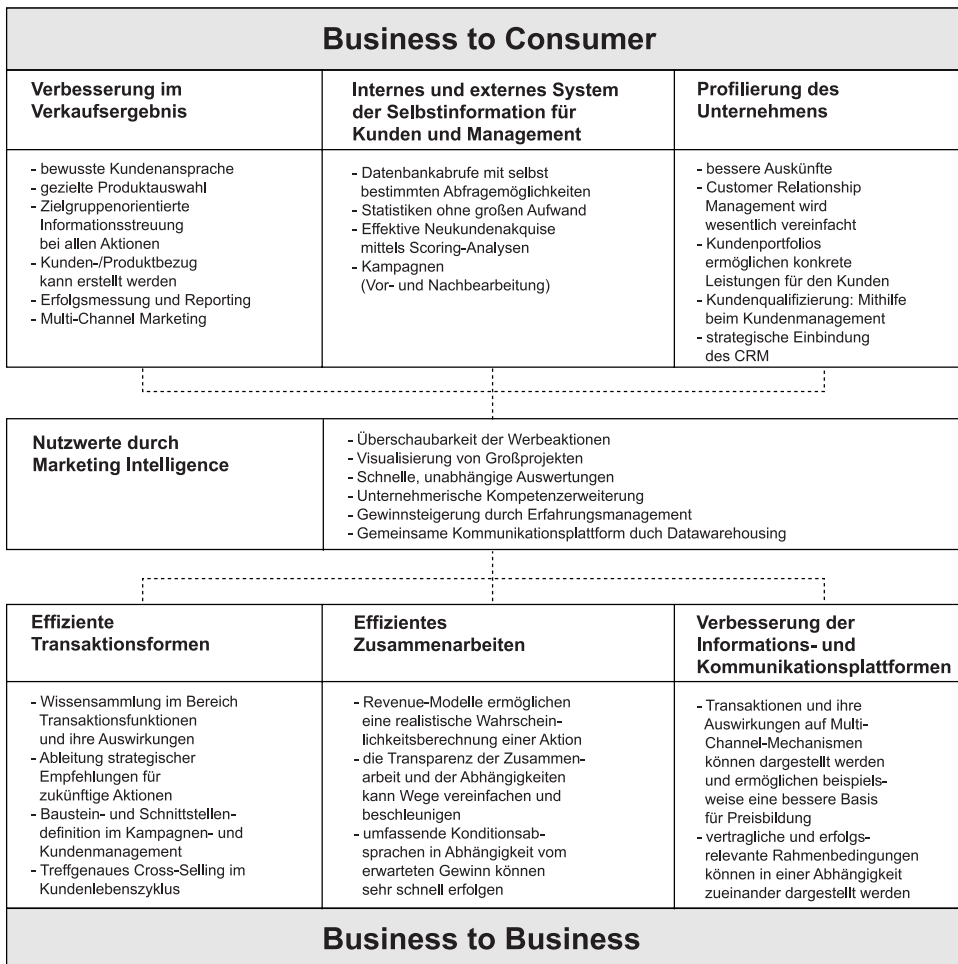 Business to Consumer
Verbesserung im
Verkaufsergebnis
- bewusste Kundenansprache
- gezielte Produktauswahl
- Zielgruppenorientierte
Informationsstreuung
bei allen Aktionen
- Kunden-/Produktbezug
kann erstellt werden
- Erfolgsmessung und Reporting
- Multi-Channel Marketing
Internes und externes System
der Selbstinformation für
Kunden und Management
- Datenbankabrufe mit selbst
bestimmten Abfragemöglichkeiten
- Statistiken ohne großen Aufwand
- Effektive Neukundenakquise
mittels Scoring-Analysen
- Kampagnen
(Vor- und Nachbearbeitung)
Profilierung des
Unternehmens
- bessere Auskünfte
- Customer Relationship
Management wird
wesentlich vereinfacht
- Kundenportfolios
ermöglichen konkrete
Leistungen für den Kunden
- Kundenqualifizierung: Mithilfe
beim Kundenmanagement
- strategische Einbindung
des CRM
Nutzwerte durch
Marketing Intelligence
- Überschaubarkeit der Werbeaktionen
- Visualisierung von Großprojekten
- Schnelle, unabhängige Auswertungen
- Unternehmerische Kompetenzerweiterung
- Gewinnsteigerung durch Erfahrungsmanagement
- Gemeinsame Kommunikationsplattform duch Datawarehousing
Effiziente
Transaktionsformen
- Wissensammlung im Bereich
Transaktionsfunktionen
und ihre Auswirkungen
- Ableitung strategischer
Empfehlungen für
zukünftige Aktionen
- Baustein- und Schnittstellen-
definition im Kampagnen- und
Kundenmanagement
- Treffgenaues Cross-Selling im
Kundenlebenszyklus
Effizientes
Zusammenarbeiten
- Revenue-Modelle ermöglichen
eine realistische Wahrschein-
lichkeitsberechnung einer Aktion
- die Transparenz der Zusammen-
arbeit und der Abhängigkeiten
kann Wege vereinfachen und
beschleunigen
- umfassende Konditionsab-
sprachen in Abhängigkeit vom
erwarteten Gewinn können
sehr schnell erfolgen
Verbesserung der
Informations- und
Kommunikationsplattformen
- Transaktionen und ihre
Auswirkungen auf Multi-
Channel-Mechanismen
können dargestellt werden
und ermöglichen beispiels-
weise eine bessere Basis
für Preisbildung
- vertragliche und erfolgs-
relevante Rahmenbedingungen
können in einer Abhängigkeit
zueinander dargestellt werden
Business to Business